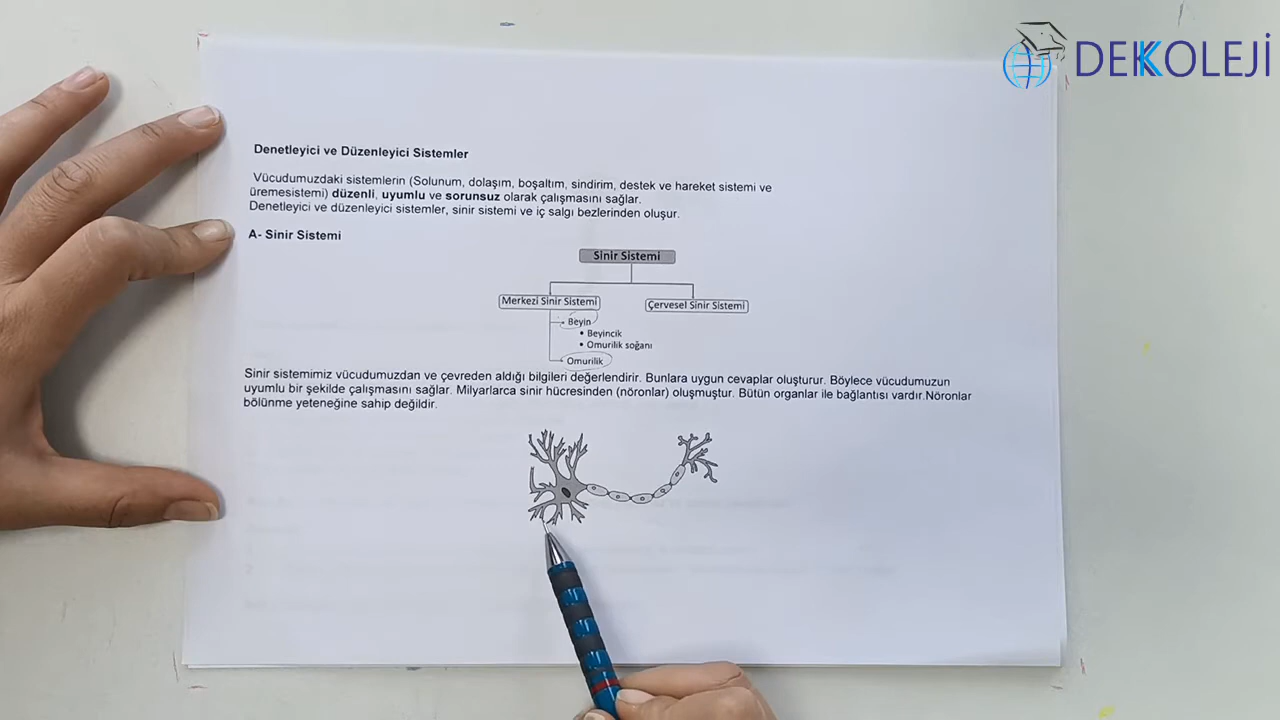 DEKKOLEJİ
Denetleyici ve Düzenleyici Sistemler
Vücudumuzdaki sistemlerin (Solunum, dolaşım, boşaltım, sindirim, destek ve hareket sistemi ve
üremesistemi) düzenli, uyumlu ve sorunsuz olarak çalışmasını sağlar.
Denetleyici ve düzenleyici sistemler, sinir sistemi ve iç salgı bezlerinden oluşur.
A- Sinir Sistemi
Sinir Sistemi
Merkezi Sinir Sistemi
Çervesel Sinir Sistemi
Beyin
• Beyincik
• Omurilik soğanı
Omurilik
Sinir sistemimiz vücudumuzdan ve çevreden aldığı bilgileri değerlendirir. Bunlara uygun cevaplar oluşturur. Böylece vücudumuzun
uyumlu bir şekilde çalışmasını sağlar. Milyarlarca sinir hücresinden (nöronlar) oluşmuştur. Bütün organlar ile bağlantısı vardır.Nöronlar
bölünme yeteneğine sahip değildir.